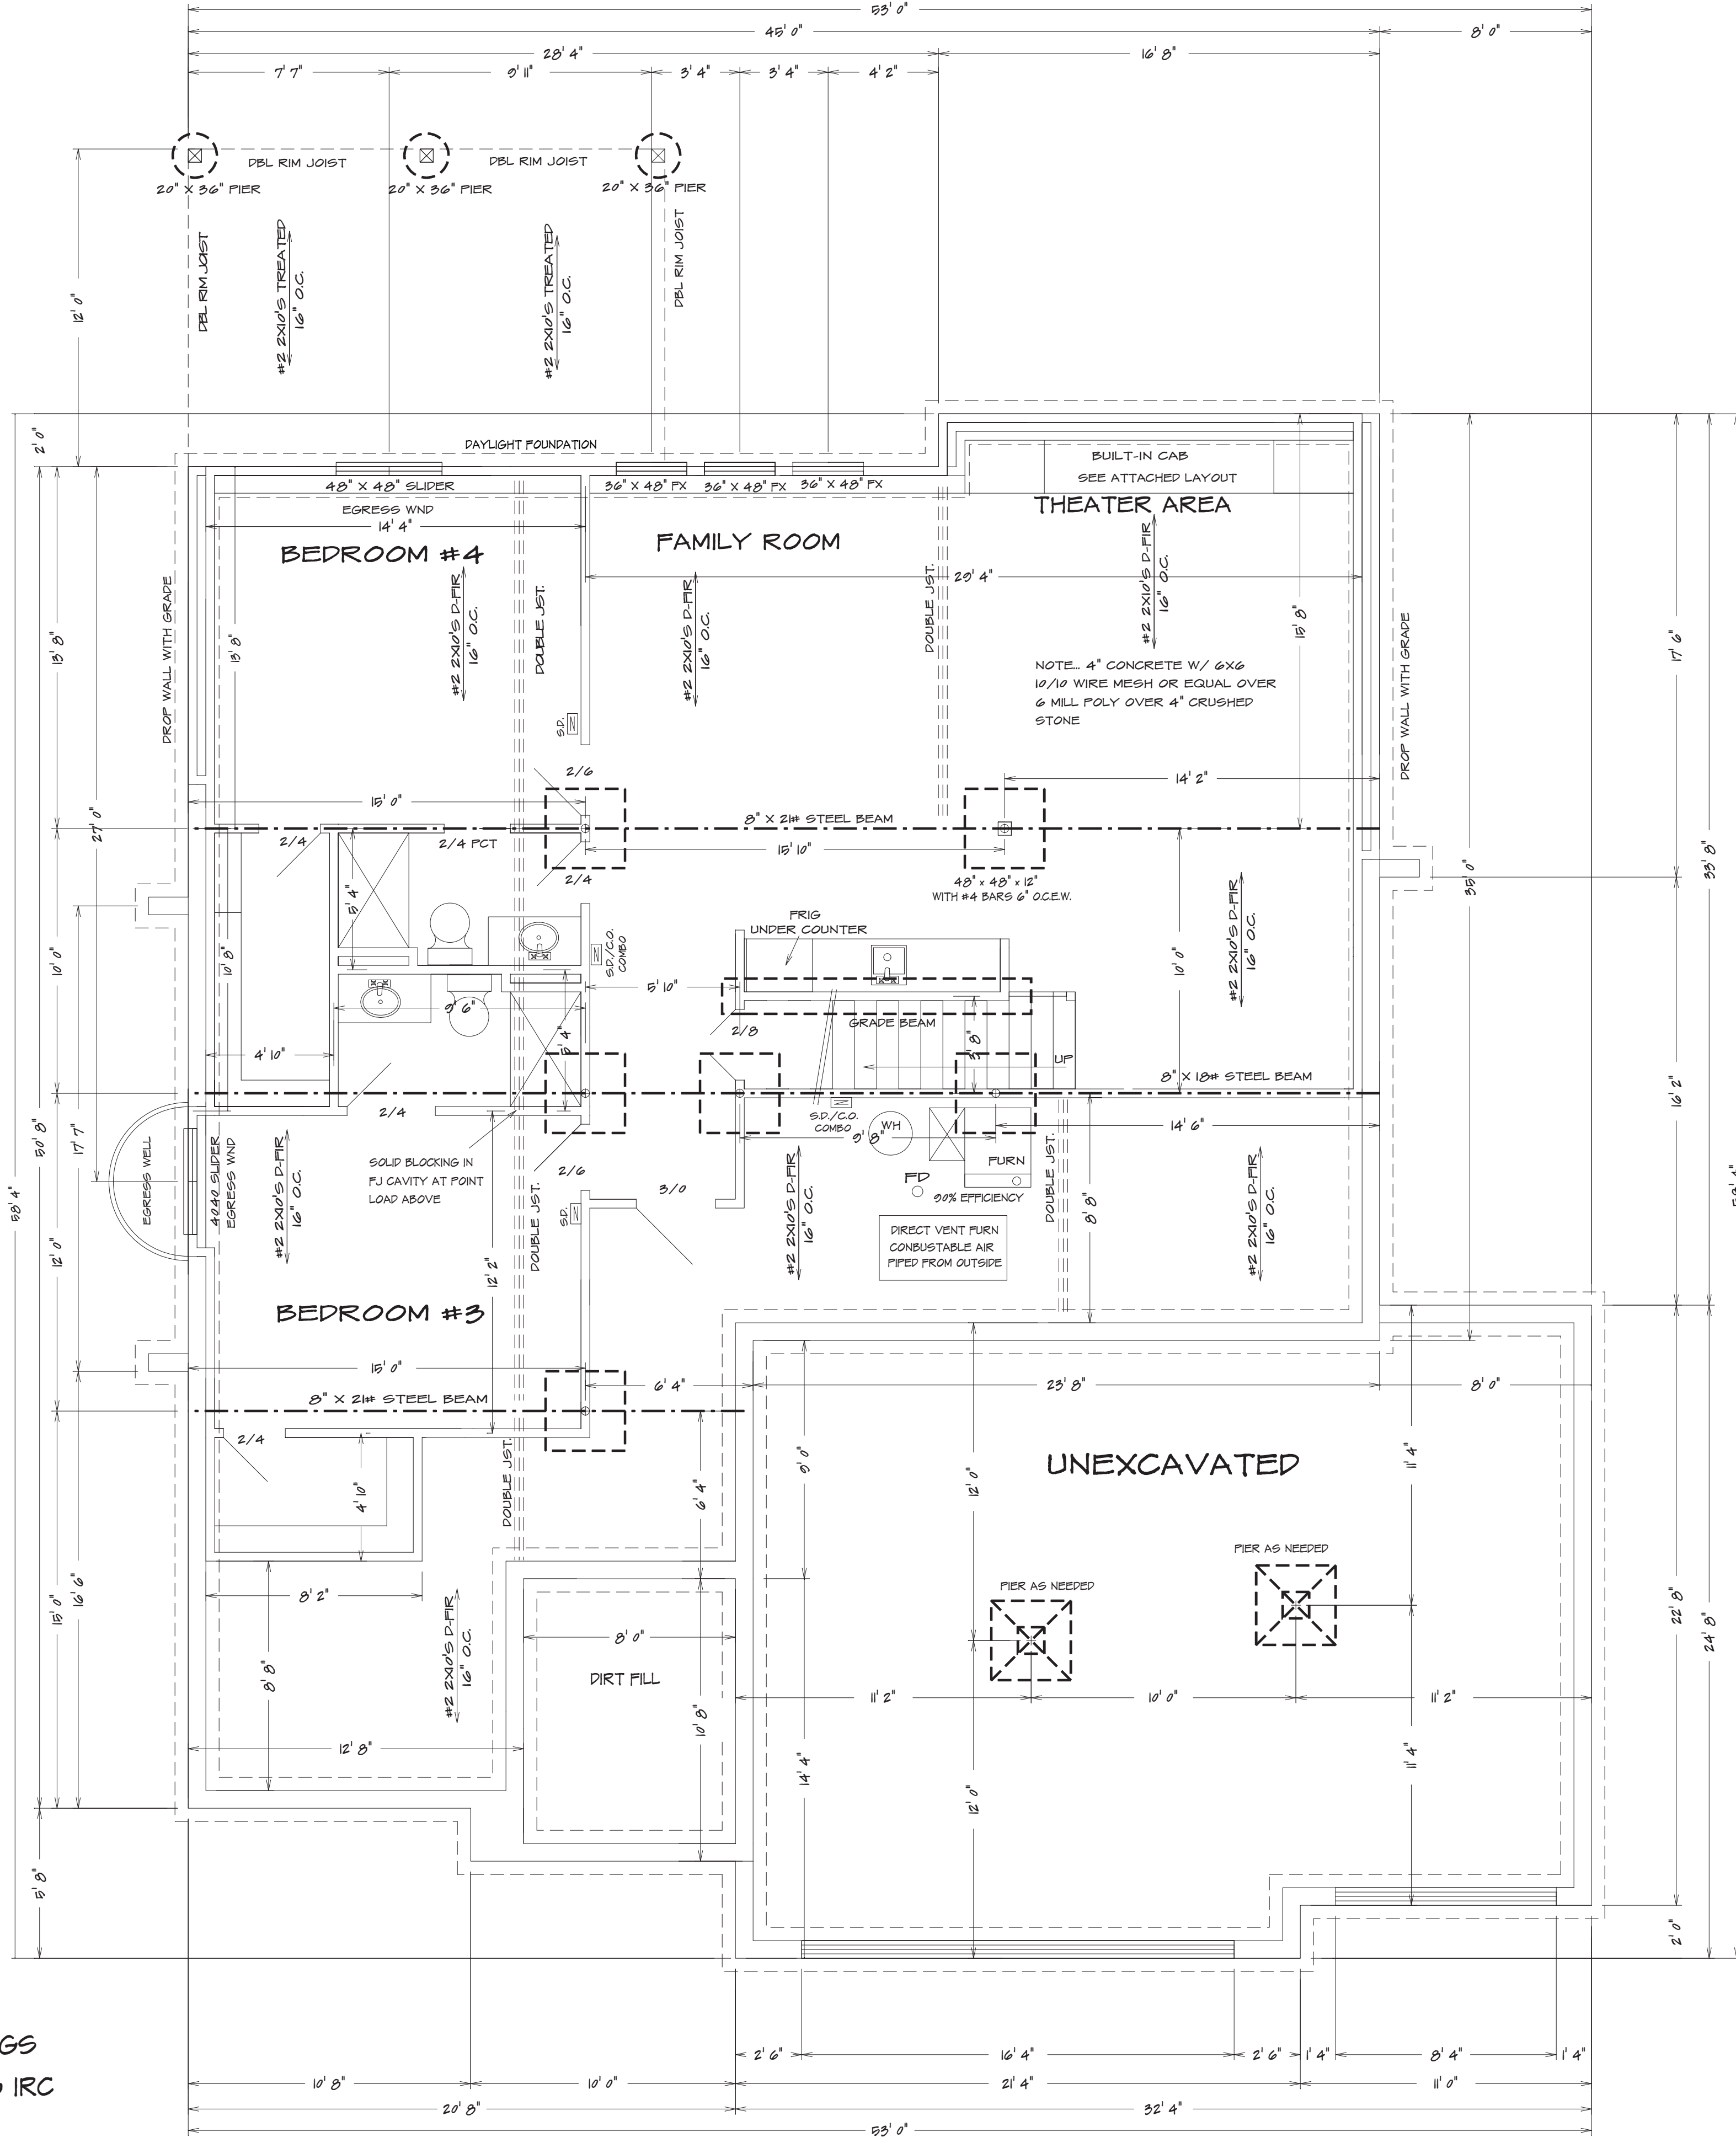 53' 0"
45' 0"
8' 0"
28' 4"
16' 8"
7' 7"
9' 11"
3' 4"
3' 4"
4' 2"
DBL RIM JOIST
DBL RIM JOIST
20" X 36" PIER
20" X 36" PIER
20" X 36" PIER
DBL RIM JOIST
#2 2X10'S TREATED
16" O.C.
#2 2X10'S TREATED
16" O.C.
DBL RIM JOIST
12' 0"
2' 0"
DAYLIGHT FOUNDATION
48" X 48" SLIDER
EGRESS WND
14' 4"
36" X 48" FX
36" X 48" FX
36" X 48" FX
BUILT-IN CAB
SEE ATTACHED LAYOUT
THEATER AREA
BEDROOM #4
FAMILY ROOM
29' 4"
DROP WALL WITH GRADE
13' 8"
13' 8"
27' 0"
#2 2X10'S D-FIR
16" O.C.
DOUBLE JST.
#2 2X10'S D-FIR
16" O.C.
DOUBLE JST.
#2 2X10'S D-FIR
16" O.C.
15' 8"
DROP WALL WITH GRADE
17' 6"
33' 8"
35' 0"
NOTE... 4" CONCRETE W/ 6X6
10/10 WIRE MESH OR EQUAL OVER
6 MILL POLY OVER 4" CRUSHED
STONE
S.D.
2/6
14' 2"
15' 0"
8" X 21# STEEL BEAM
2/4
2/4 PCT
15' 10"
2/4
48" x 48" x 12"
WITH #4 BARS 6" O.C.E.W.
5' 4"
FRIG
UNDER COUNTER
S.D./C.O.
COMBO
10' 0"
10' 8"
10' 0"
#2 2X10'S D-FIR
16" O.C.
5' 10"
9' 6"
2/8
GRADE BEAM
3' 8"
5' 4"
4' 10"
UP
8" X 18# STEEL BEAM
2/4
S.D./C.O.
COMBO
9' 8"
WH
14' 6"
16' 2"
EGRESS WELL
4040 SLIDER
EGRESS WND
#2 2X10'S D-FIR
16" O.C.
SOLID BLOCKING IN
FJ CAVITY AT POINT
LOAD ABOVE
2/6
DOUBLE JST.
S.D.
3/0
#2 2X10'S D-FIR
16" O.C.
FD
FURN
90% EFFICIENCY
DOUBLE JST.
8' 8"
#2 2X10'S D-FIR
16" O.C.
DIRECT VENT FURN
CONBUSTABLE AIR
PIPED FROM OUTSIDE
50' 8"
58' 4"
17' 7"
12' 0"
12' 2"
BEDROOM #3
15' 0"
6' 4"
23' 8"
8' 0"
8" X 21# STEEL BEAM
2/4
4' 10"
DOUBLE JST.
6' 4"
9' 0"
12' 0"
UNEXCAVATED
11' 4"
PIER AS NEEDED
PIER AS NEEDED
15' 0"
16' 6"
8' 2"
#2 2X10'S D-FIR
16" O.C.
8' 0"
DIRT FILL
8' 8"
10' 8"
22' 8"
24' 8"
11' 2"
10' 0"
11' 2"
12' 8"
14' 4"
12' 0"
11' 4"
5' 8"
2' 0"
GS
IRC
2' 6"
16' 4"
2' 6"
1' 4"
8' 4"
1' 4"
10' 8"
10' 0"
21' 4"
11' 0"
20' 8"
32' 4"
53' 0"